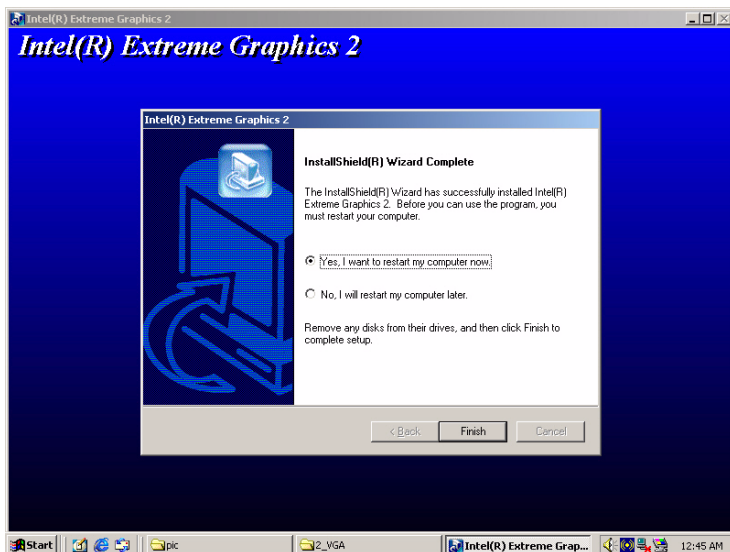 Intel(R) Extreme Graphics 2
Intel(R) Extreme Graphics 2
Intel(R) Extreme Graphics 2
InstallShield(R) Wizard Complete
The InstallShield(R) Wizard has successfully installed Intel(R)
Extreme Graphics 2. Before you can use the program, you
must restart your computer.
Yes, I want to restart my computer now.
No, I will restart my computer later.
Remove any disks from their drives, and then click Finish to
complete setup.
< Back
Finish
Cancel
Start
pic
2_VGA
Intel(R) Extreme Grap...
12:45 AM